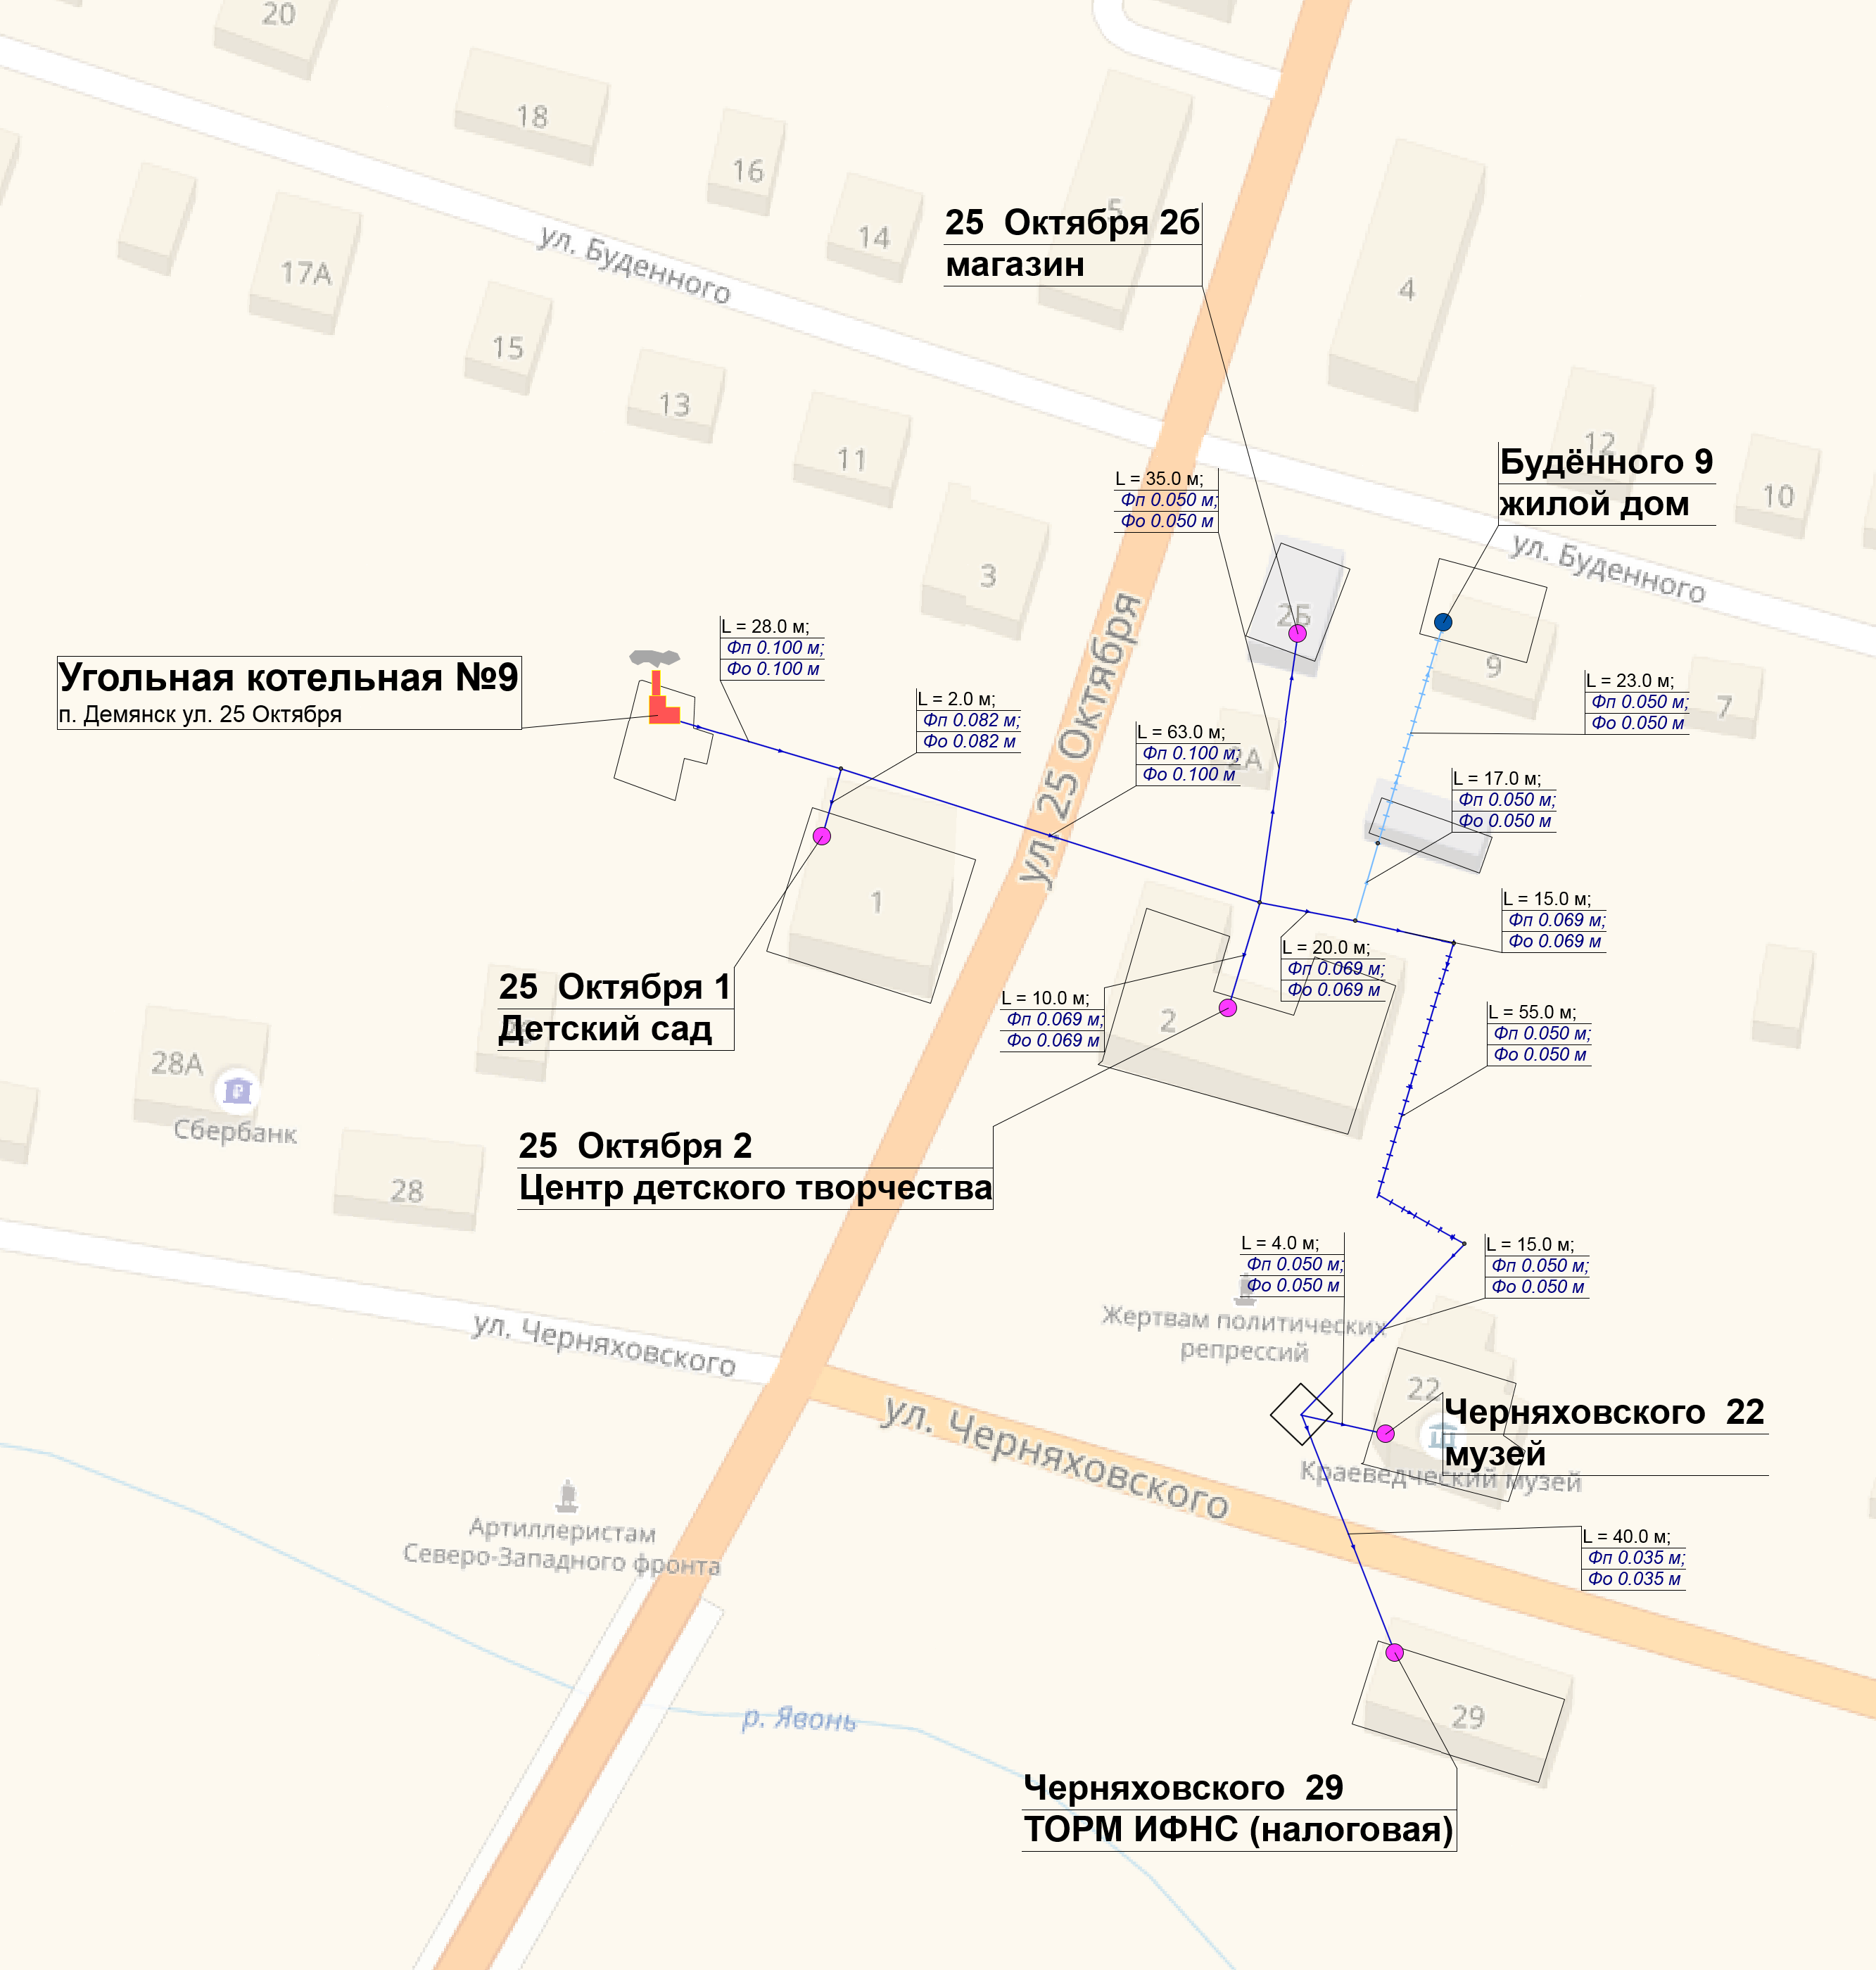 20
18
16
14
17А
15
13
11
ул. Буденного
5
4
25 Октября 2б
магазин
12
10
Будённого 9
жилой дом
ул. Буденного
L = 35.0 м;
Фп 0.050 м;
Фо 0.050 м
3
2Б
9
7
L = 28.0 м;
Фп 0.100 м;
Фо 0.100 м
Угольная котельная №9
п. Демянск ул. 25 Октября
L = 2.0 м;
Фп 0.082 м;
Фо 0.082 м
L = 63.0 м;
Фп 0.100 м;
Фо 0.100 м
2А
ул. 25 Октября
L = 23.0 м;
Фп 0.050 м;
Фо 0.050 м
L = 17.0 м;
Фп 0.050 м;
Фо 0.050 м
1
L = 15.0 м;
Фп 0.069 м;
Фо 0.069 м
L = 20.0 м;
Фп 0.069 м;
Фо 0.069 м
25 Октября 1
Детский сад
L = 10.0 м;
Фп 0.069 м;
Фо 0.069 м
2
L = 55.0 м;
Фп 0.050 м;
Фо 0.050 м
28А
Сбербанк
28
25 Октября 2
Центр детского творчества
L = 4.0 м;
Фп 0.050 м;
Фо 0.050 м
L = 15.0 м;
Фп 0.050 м;
Фо 0.050 м
Жертвам политических
репрессий
ул. Черняховского
ул. Черняховского
22
Черняховского 22
музей
Краеведческий музей
Артиллеристам
Северо-Западного фронта
L = 40.0 м;
Фп 0.035 м;
Фо 0.035 м
р. Явонь
29
Черняховского 29
ТОРМ ИФНС (налоговая)